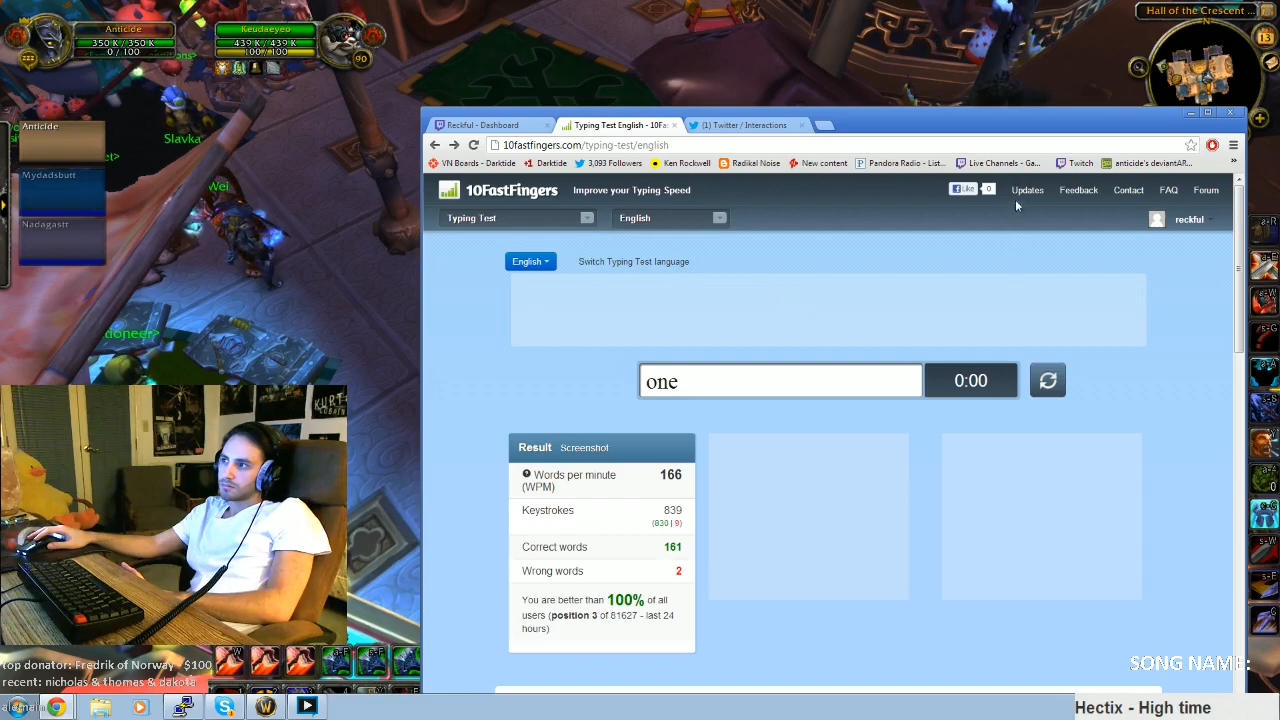 Anticide
350 K / 350 K
0 / 100
zzz
Keudaeyeo
439 K / 439 K
100 / 100
90
Hall of the Crescent ...
N
13
Slavka
Wei
Anticide
Mydadsbutt
Nadagastt
doneer>
Reckful - Dashboard
Typing Test English - 10Fas
(1) Twitter / Interactions
10fastfingers.com/typing-test/english
VN Boards - Darktide
Darktide
3,093 Followers
Ken Rockwell
Radikal Noise
New content
Pandora Radio - List...
Live Channels - Ga...
Twitch
anticide's deviantAR...
10FastFingers
Improve your Typing Speed
Like
0
Updates
Feedback
Contact
FAQ
Forum
Typing Test
English
reckful
English
Switch Typing Test language
one
0:00
Result
Screenshot
Words per minute
(WPM)
166
Keystrokes
839
(830 | 9)
Correct words
161
Wrong words
2
You are better than 100% of all
users (position 3 of 81627 - last 24
hours)
KURT
COBAIN
top donator: Fredrik of Norway - $100
recent: nicholas & thomas & dakota
SONG NAME:
Hectix - High time